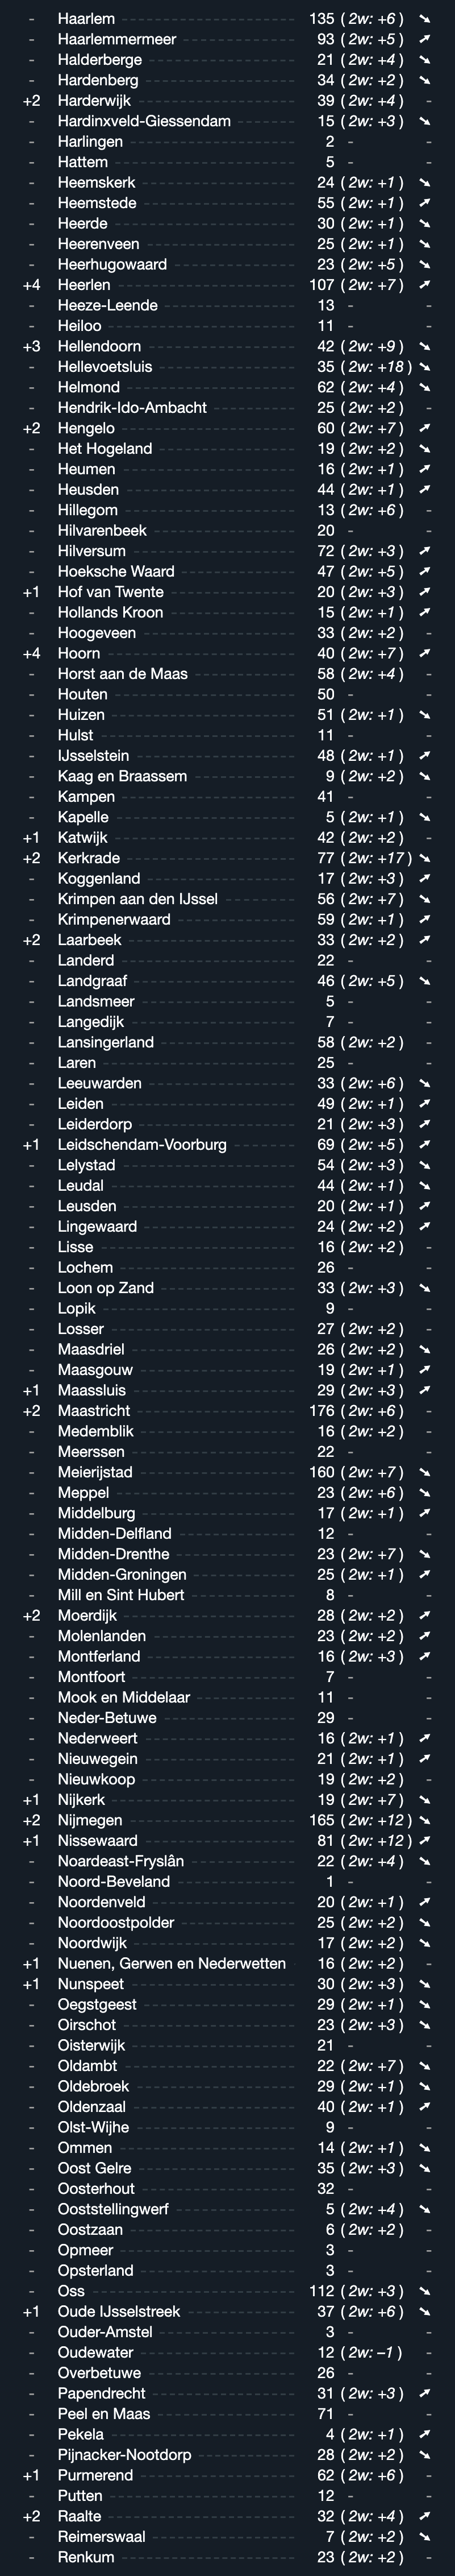 - Haarlem 135 (2w: +6) ➘
- Haarlemmermeer 93 (2w: +5) ➚
- Halderberge 21 (2w: +4) ➘
- Hardenberg 34 (2w: +2) ➘
+2 Harderwijk 39 (2w: +4) -
- Hardinxveld-Giessendam 15 (2w: +3) ➘
- Harlingen 2 - -
- Hattem 5 - -
- Heemskerk 24 (2w: +1) ➘
- Heemstede 55 (2w: +1) ➚
- Heerde 30 (2w: +1) ➘
- Heerenveen 25 (2w: +1) ➘
- Heerhugowaard 23 (2w: +5) ➘
+4 Heerlen 107 (2w: +7) ➚
- Heeze-Leende 13 - -
- Heiloo 11 - -
+3 Hellendoorn 42 (2w: +9) ➘
- Hellevoetsluis 35 (2w: +18) ➘
- Helmond 62 (2w: +4) ➘
- Hendrik-Ido-Ambacht 25 (2w: +2) -
+2 Hengelo 60 (2w: +7) ➚
- Het Hogeland 19 (2w: +2) ➘
- Heumen 16 (2w: +1) ➚
- Heusden 44 (2w: +1) ➚
- Hillegom 13 (2w: +6) -
- Hilvarenbeek 20 - -
- Hilversum 72 (2w: +3) ➚
- Hoeksche Waard 47 (2w: +5) ➚
+1 Hof van Twente 20 (2w: +3) ➚
- Hollands Kroon 15 (2w: +1) ➚
- Hoogeveen 33 (2w: +2) -
+4 Hoorn 40 (2w: +7) ➚
- Horst aan de Maas 58 (2w: +4) -
- Houten 50 - -
- Huizen 51 (2w: +1) ➘
- Hulst 11 - -
- IJsselstein 48 (2w: +1) ➚
- Kaag en Braassem 9 (2w: +2) ➘
- Kampen 41 - -
- Kapelle 5 (2w: +1) ➘
+1 Katwijk 42 (2w: +2) -
+2 Kerkrade 77 (2w: +17) ➘
- Koggenland 17 (2w: +3) ➚
- Krimpen aan den IJssel 56 (2w: +7) ➘
- Krimpenerwaard 59 (2w: +1) ➚
+2 Laarbeek 33 (2w: +2) ➚
- Landerd 22 - -
- Landgraaf 46 (2w: +5) ➘
- Landsmeer 5 - -
- Langedijk 7 - -
- Lansingerland 58 (2w: +2) -
- Laren 25 - -
- Leeuwarden 33 (2w: +6) ➘
- Leiden 49 (2w: +1) ➚
- Leiderdorp 21 (2w: +3) ➚
+1 Leidschendam-Voorburg 69 (2w: +5) ➚
- Lelystad 54 (2w: +3) ➘
- Leudal 44 (2w: +1) ➘
- Leusden 20 (2w: +1) ➚
- Lingewaard 24 (2w: +2) ➚
- Lisse 16 (2w: +2) -
- Lochem 26 - -
- Loon op Zand 33 (2w: +3) ➘
- Lopik 9 - -
- Losser 27 (2w: +2) -
- Maasdriel 26 (2w: +2) ➘
- Maasgouw 19 (2w: +1) ➚
+1 Maassluis 29 (2w: +3) ➚
+2 Maastricht 176 (2w: +6) -
- Medemblik 16 (2w: +2) -
- Meerssen 22 - -
- Meierijstad 160 (2w: +7) ➘
- Meppel 23 (2w: +6) ➘
- Middelburg 17 (2w: +1) ➚
- Midden-Delfland 12 - -
- Midden-Drenthe 23 (2w: +7) ➘
- Midden-Groningen 25 (2w: +1) ➚
- Mill en Sint Hubert 8 - -
+2 Moerdijk 28 (2w: +2) ➚
- Molenlanden 23 (2w: +2) ➚
- Montferland 16 (2w: +3) ➚
- Montfoort 7 - -
- Mook en Middelaar 11 - -
- Neder-Betuwe 29 - -
- Nederweert 16 (2w: +1) ➚
- Nieuwegein 21 (2w: +1) ➚
- Nieuwkoop 19 (2w: +2) -
+1 Nijkerk 19 (2w: +7) ➘
+2 Nijmegen 165 (2w: +12) ➘
+1 Nissewaard 81 (2w: +12) ➚
- Noardeast-Fryslân 22 (2w: +4) ➘
- Noord-Beveland 1 - -
- Noordenveld 20 (2w: +1) ➚
- Noordoostpolder 25 (2w: +2) ➘
- Noordwijk 17 (2w: +2) ➘
+1 Nuenen, Gerwen en Nederwetten 16 (2w: +2) -
+1 Nunspeet 30 (2w: +3) ➘
- Oegstgeest 29 (2w: +1) ➘
- Oirschot 23 (2w: +3) ➘
- Oisterwijk 21 - -
- Oldambt 22 (2w: +7) ➘
- Oldebroek 29 (2w: +1) ➘
- Oldenzaal 40 (2w: +1) ➚
- Olst-Wijhe 9 - -
- Ommen 14 (2w: +1) ➘
- Oost Gelre 35 (2w: +3) ➘
- Oosterhout 32 - -
- Ooststellingwerf 5 (2w: +4) ➘
- Oostzaan 6 (2w: +2) -
- Opmeer 3 - -
- Opsterland 3 - -
- Oss 112 (2w: +3) ➘
+1 Oude IJsselstreek 37 (2w: +6) ➘
- Ouder-Amstel 3 - -
- Oudewater 12 (2w: –1) -
- Overbetuwe 26 - -
- Papendrecht 31 (2w: +3) ➚
- Peel en Maas 71 - -
- Pekela 4 (2w: +1) ➚
- Pijnacker-Nootdorp 28 (2w: +2) ➘
+1 Purmerend 62 (2w: +6) -
- Putten 12 - -
+2 Raalte 32 (2w: +4) ➚
- Reimerswaal 7 (2w: +2) ➘
- Renkum 23 (2w: +2) -